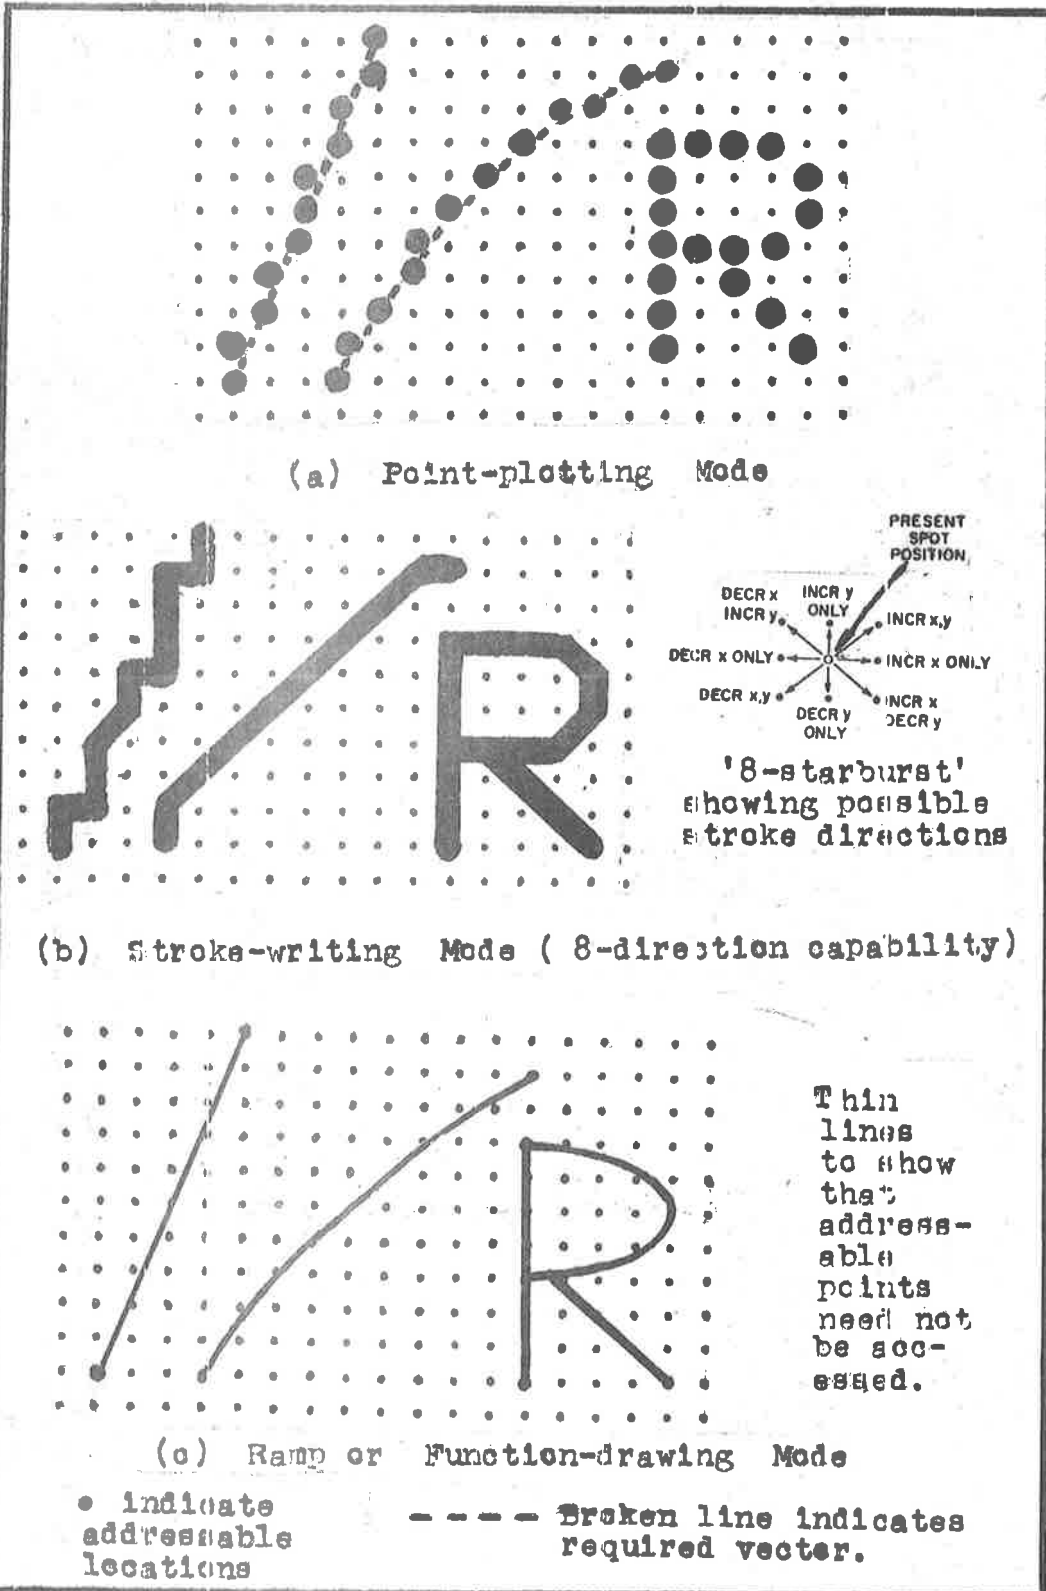 (a) Point-plotting Mode
PRESENT
SPOT
POSITION
DECR x
INCR y
INCR y
ONLY
INCR x,y
DECR x ONLY
INCR x ONLY
DECR x,y
DECR y
ONLY
INCR x
DECR y
'8-starburst'
showing possible
stroke directions
(b) Stroke-writing Mode ( 8-direction capability)
Thin
lines
to show
that
address-
able
points
need not
be acc-
essed.
(c) Ramp or Function-drawing Mode
• indicate
addressable
locations
---- Broken line indicates
required vector.